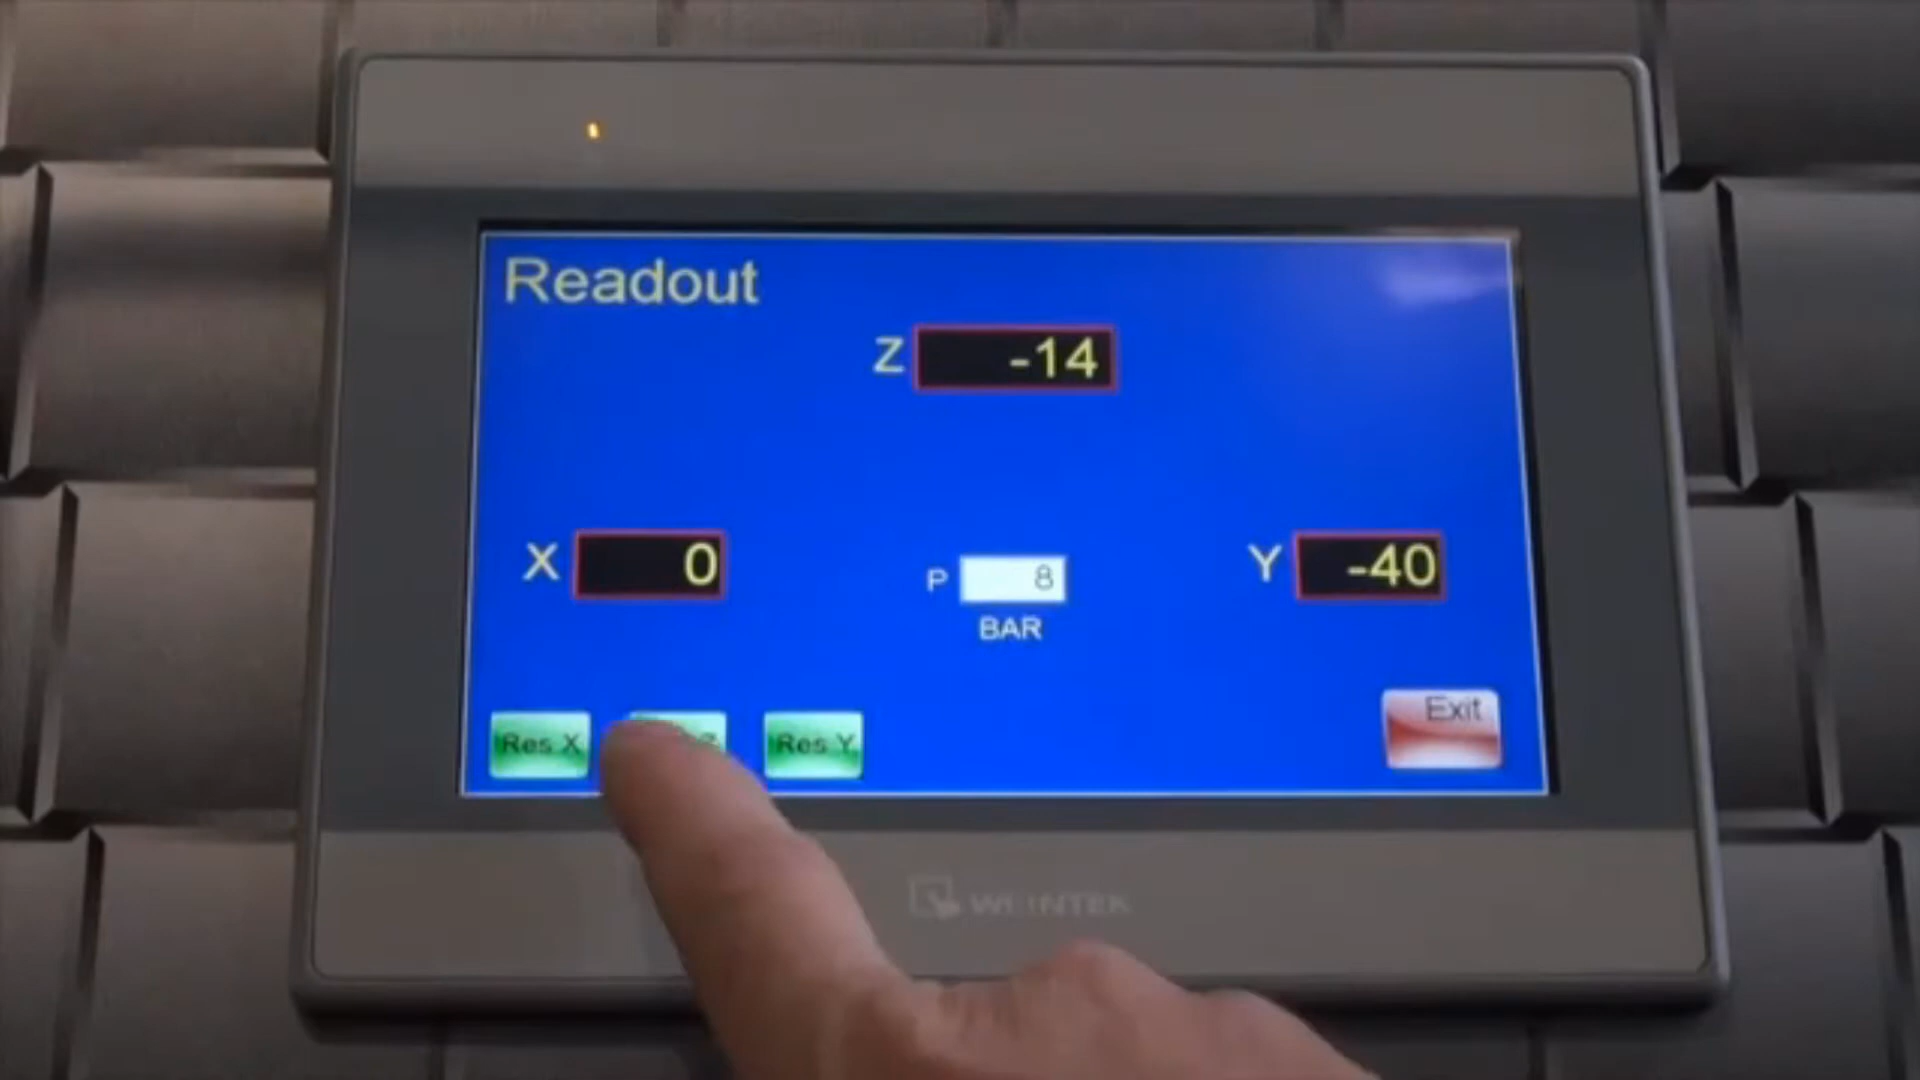 Readout
Z -14
X 0
P 8
BAR
Y -40
Res X
Res Y
Exit
WEINTEK